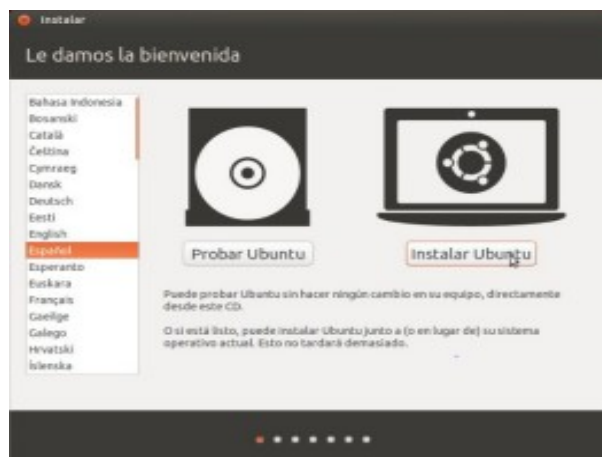 Instalar
Le damos la bienvenida
Bahasa Indonesia
Bosanski
Català
Čeština
Cymraeg
Dansk
Deutsch
Eesti
English
Español
Esperanto
Euskara
Français
Gaeilge
Galego
Hrvatski
Íslenska
Probar Ubuntu
Instalar Ubuntu
Puede probar Ubuntu sin hacer ningún cambio en su equipo, directamente
desde este CD.
O si está listo, puede instalar Ubuntu junto a (o en lugar de) su sistema
operativo actual. Esto no tardará demasiado.